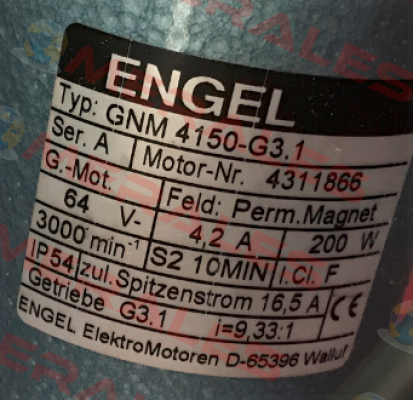 ENGEL
Typ: GNM 4150-G3.1
Ser. A Motor-Nr. 4311866
G.-Mot. Feld: Perm.Magnet
64 V- 4,2 A 200 W
3000 min⁻¹ S2 10MIN I.Cl. F
IP54 zul.Spitzenstrom 16,5 A CE
Getriebe G3.1 i=9,33:1
ENGEL ElektroMotoren D-65396 Walluf